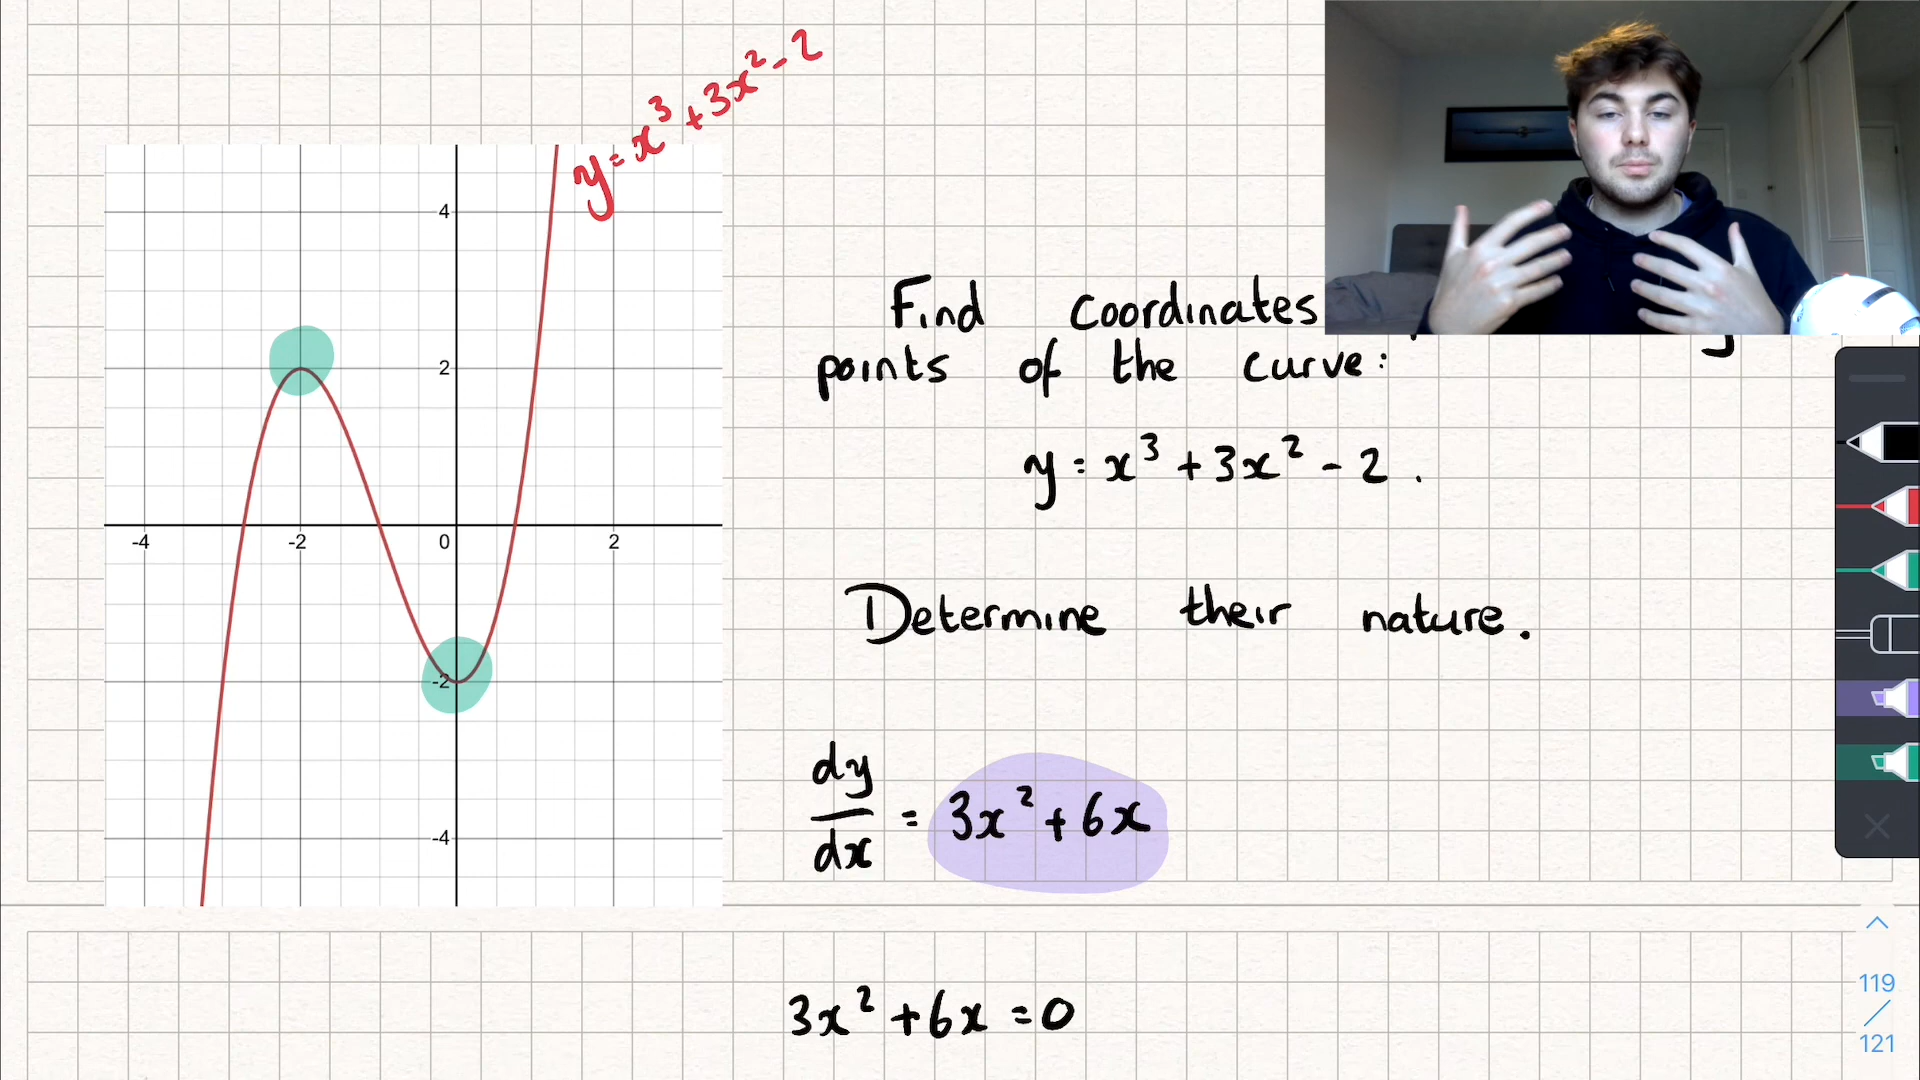 y = x³ + 3x² - 2
4
2
-4 -2 0 2
-2
-4
Find coordinates
points of the curve:
y = x³ + 3x² - 2 .
Determine their nature.
dy
dx
= 3x² + 6x
3x² + 6x = 0
119
/
121